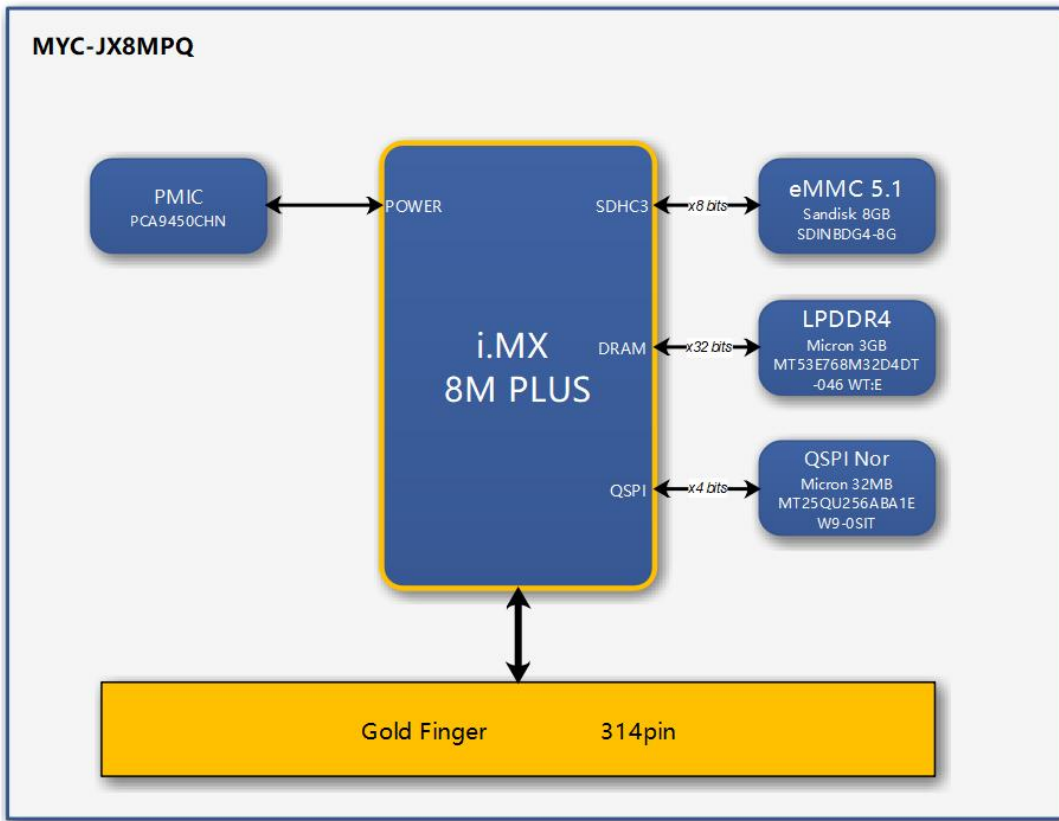 MYC-JX8MPQ
PMIC
PCA9450CHN
POWER
i.MX
8M PLUS
SDHC3
x8 bits
eMMC 5.1
Sandisk 8GB
SDINBDG4-8G
DRAM
x32 bits
LPDDR4
Micron 3GB
MT53E768M32D4DT
-046 WT:E
QSPI
x4 bits
QSPI Nor
Micron 32MB
MT25QU256ABA1E
W9-0SIT
Gold Finger 314pin